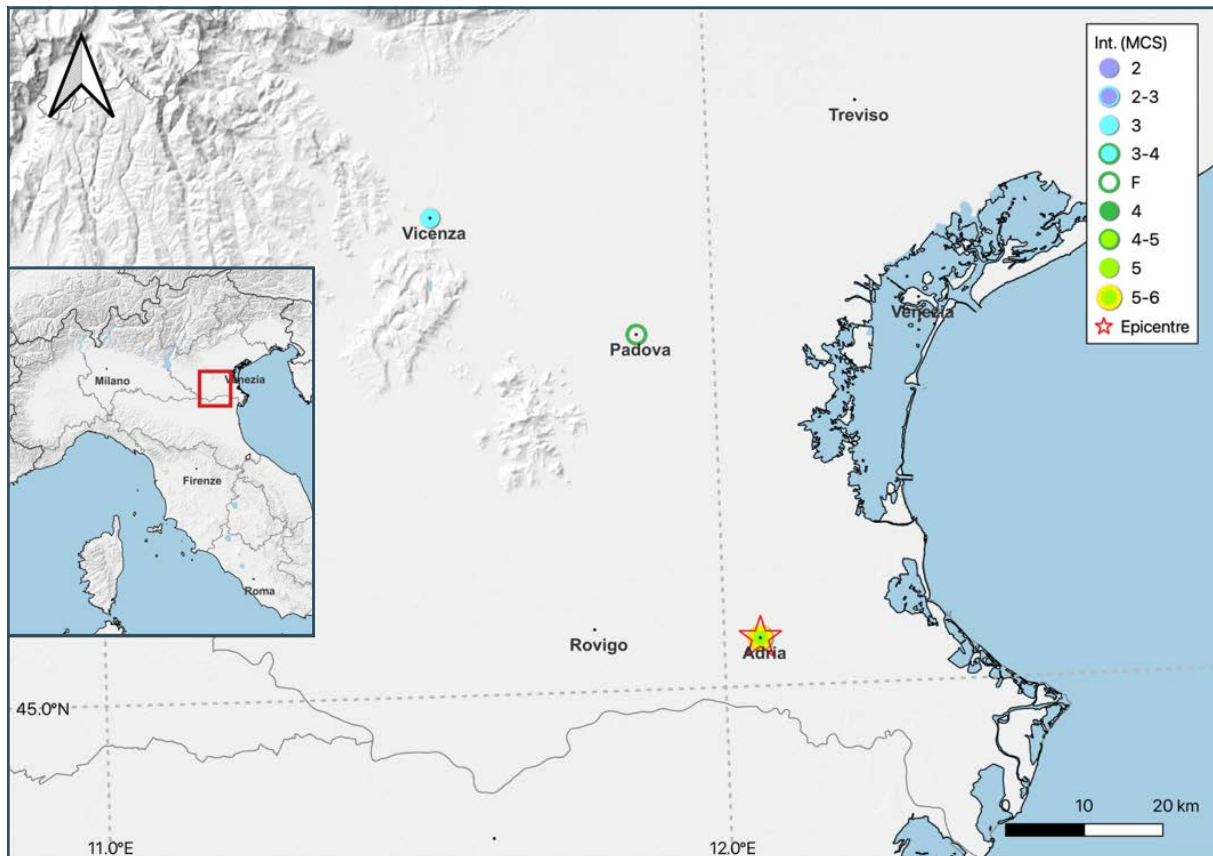 Int. (MCS)
2
2-3
3
3-4
F
4
4-5
5
5-6
Epicentre
Treviso
Vicenza
Venezia
Padova
Milano
Venezia
Firenze
Roma
Rovigo
Adria
45.0°N
0 10 20 km
11.0°E
12.0°E